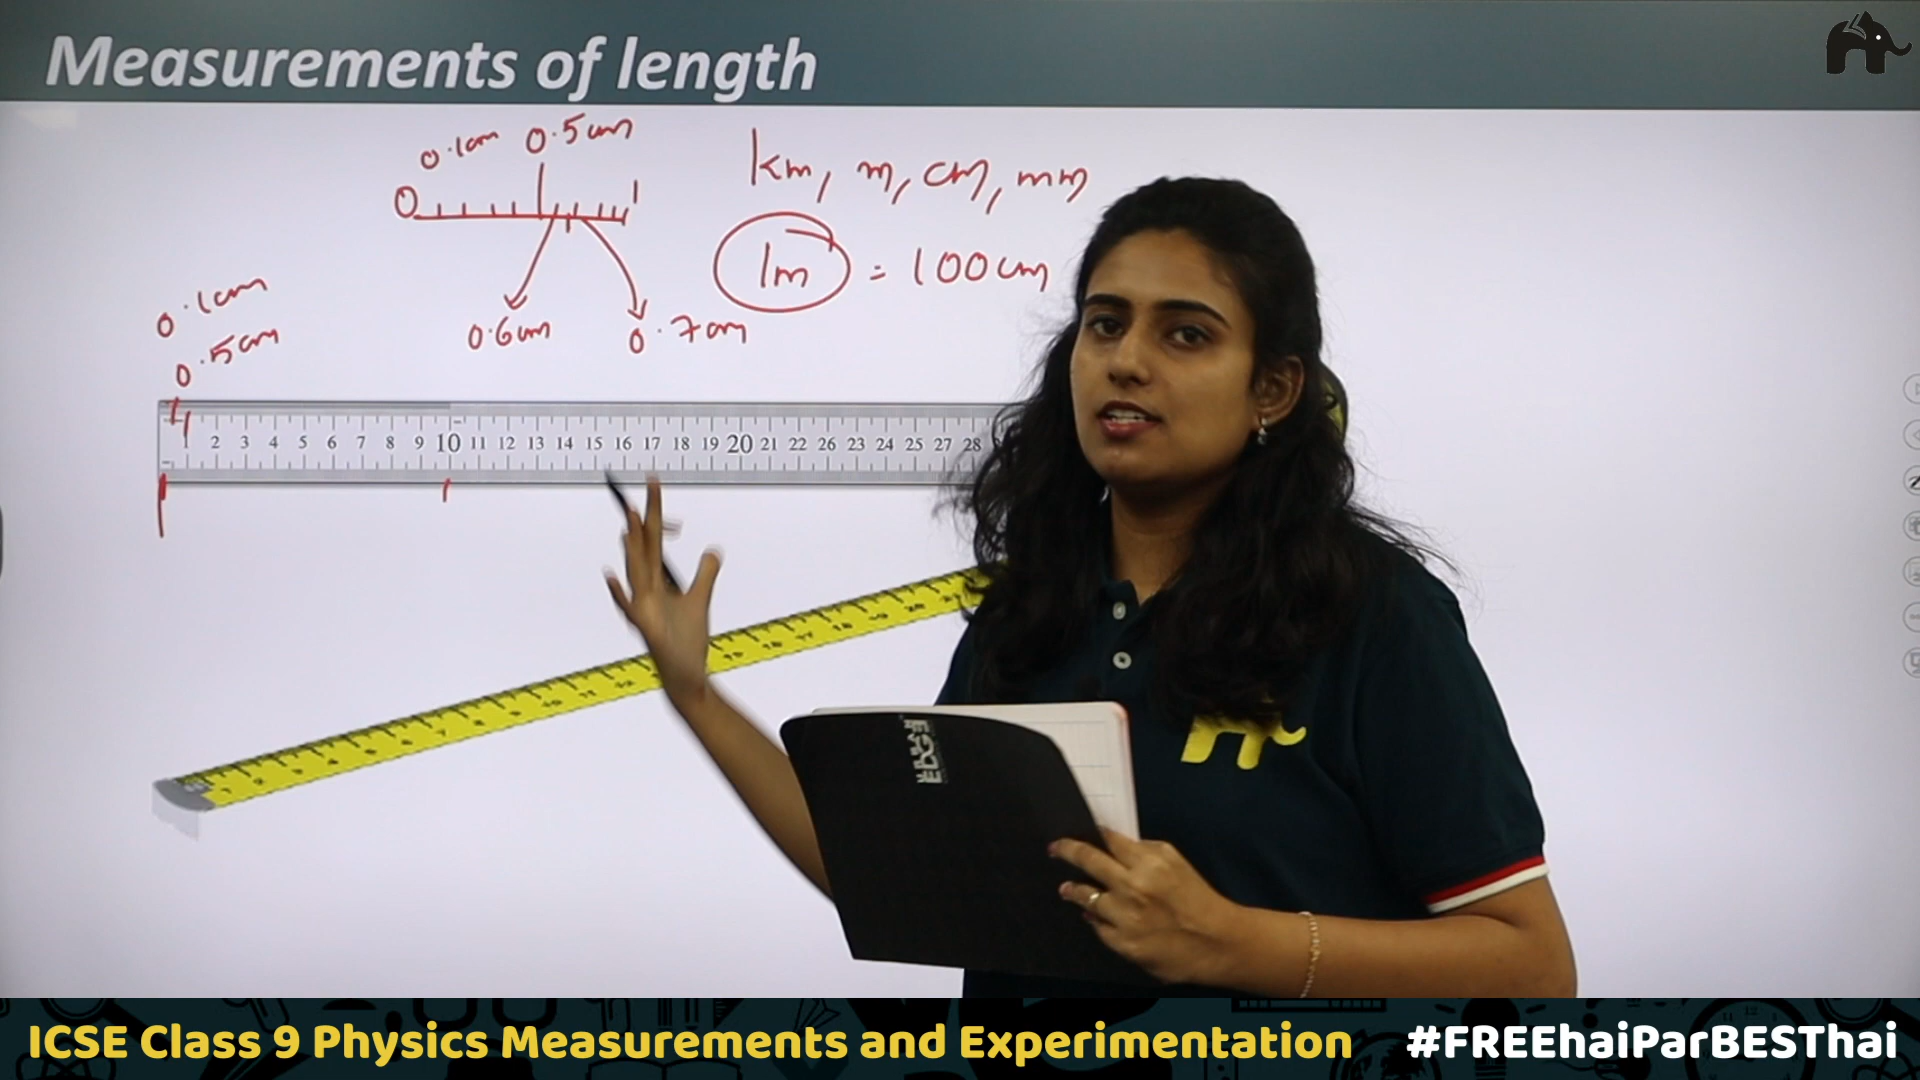 Measurements of length
0.1cm 0.5cm
0 1
km, m, cm, mm
1m = 100cm
0.6cm 0.7cm
0.1cm
0.5cm
1 2 3 4 5 6 7 8 9 10 11 12 13 14 15 16 17 18 19 20 21 22 26 23 24 25 27 28
URBAN EDGE
ICSE Class 9 Physics Measurements and Experimentation #FREEhaiParBESThai